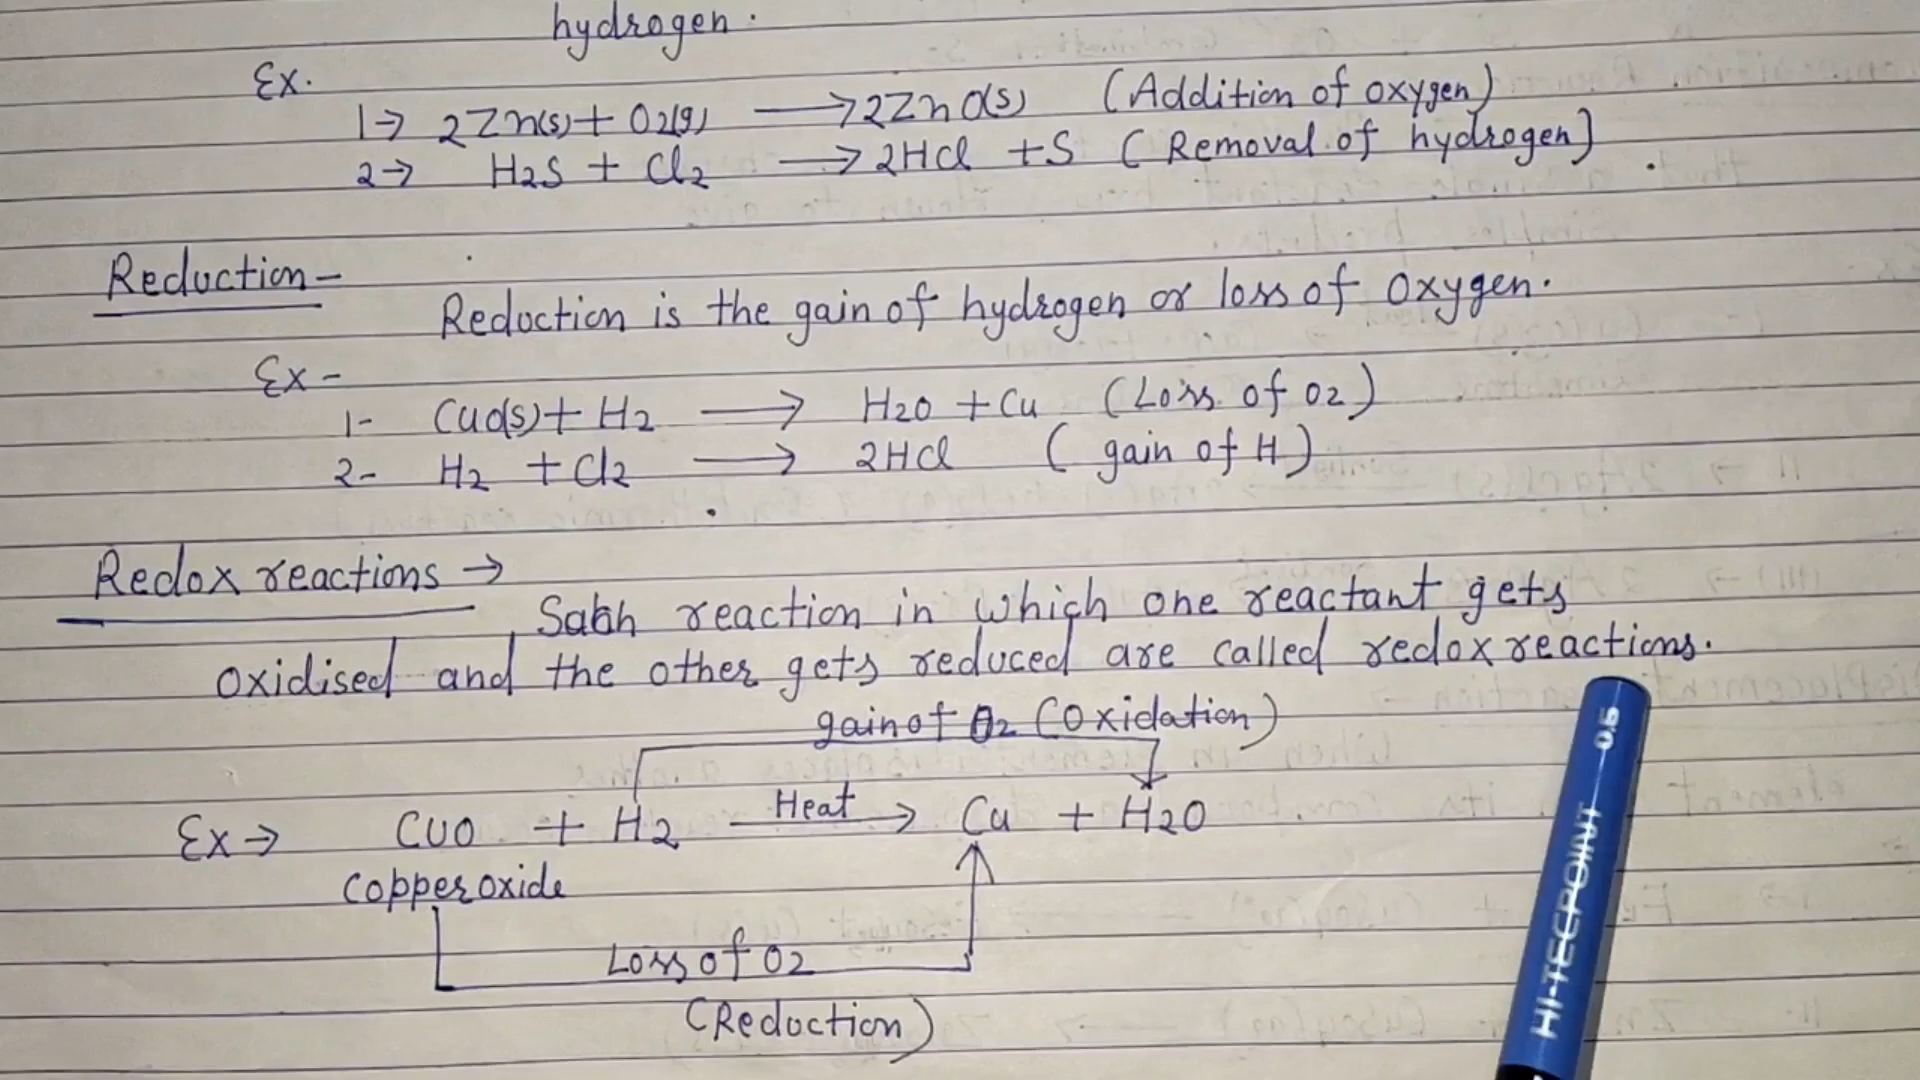 hydrogen.
Ex.
1→ 2Zn(s) + O2(g) → 2ZnO(s) (Addition of oxygen)
2→ H2S + Cl2 → 2HCl + S (Removal of hydrogen)
Reduction-
Reduction is the gain of hydrogen or loss of oxygen.
Ex-
1- CuO(s) + H2 → H2O + Cu (Loss of O2)
2- H2 + Cl2 → 2HCl (gain of H)
Redox reactions →
Sabh reaction in which one reactant gets
oxidised and the other gets reduced are called redox reactions.
gain of O2 (Oxidation)
Ex→ CuO + H2 Heat → Cu + H2O
Copper oxide
Loss of O2
(Reduction)
HI-TECPOINT 0.5